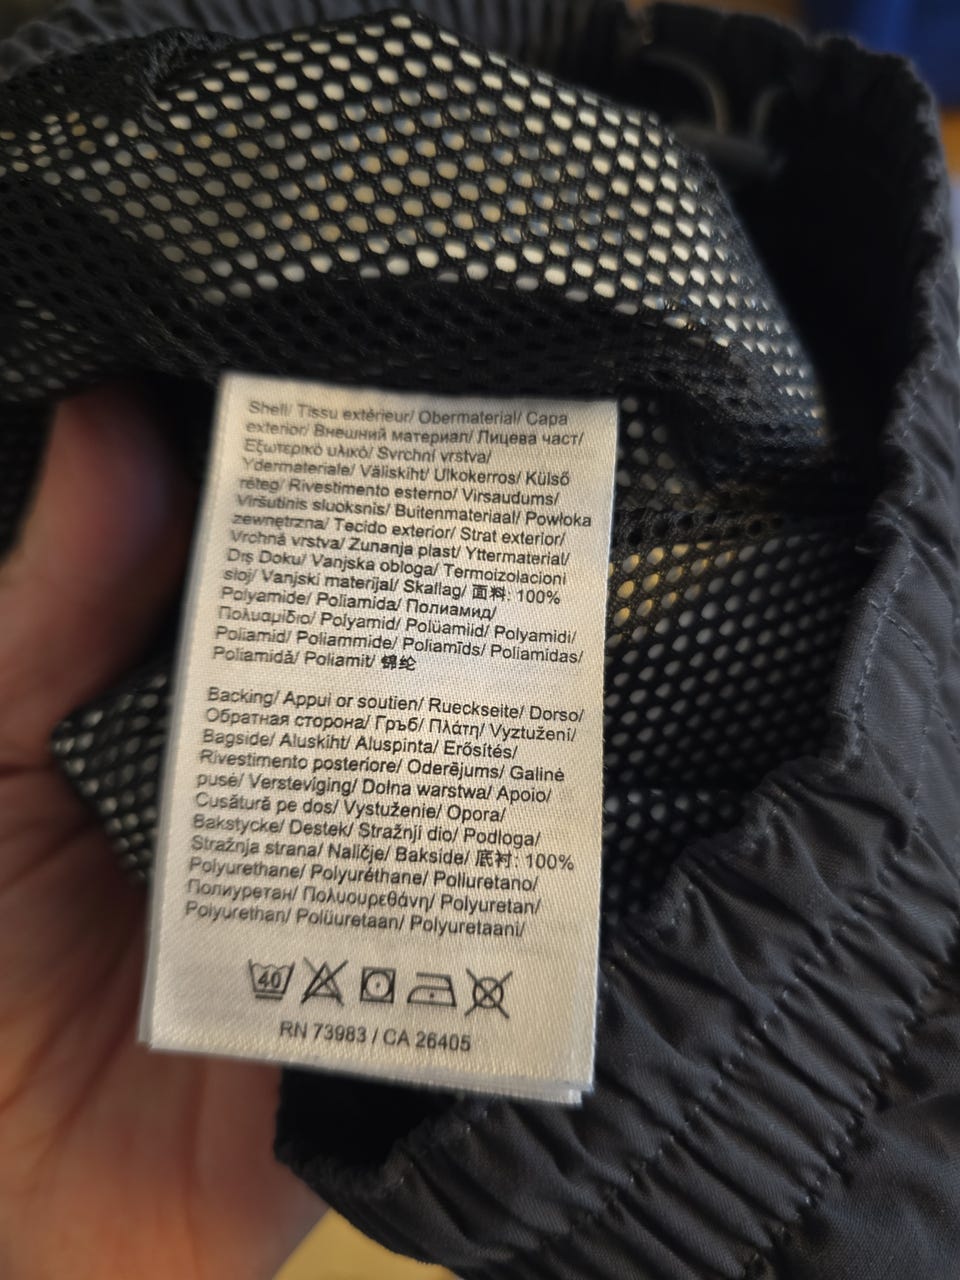 Shell/ Tissu extérieur/ Obermaterial/ Capa
exterior/ Внешний материал/ Лицева част/
Εξωτερικό υλικό/ Svrchní vrstva/
Ydermateriale/ Väliskiht/ Ulkokerros/ Külső
réteg/ Rivestimento esterno/ Virsaudums/
Viršutinis sluoksnis/ Buitenmateriaal/ Powłoka
zewnętrzna/ Tecido exterior/ Strat exterior/
Vrchná vrstva/ Zunanja plast/ Yttermaterial/
Dış Doku/ Vanjska obloga/ Termoizolacioni
sloj/ Vanjski materijal/ Skallag/ 面料: 100%
Polyamide/ Poliamida/ Полиамид/
Πολυαμίδιο/ Polyamid/ Polüamiid/ Polyamidi/
Poliamid/ Poliammide/ Poliamīds/ Poliamidas/
Poliamidă/ Poliamit/ 锦纶
Backing/ Appui or soutien/ Rueckseite/ Dorso/
Обратная сторона/ Гръб/ Πλάτη/ Vyztužení/
Bagside/ Aluskiht/ Aluspinta/ Erősítés/
Rivestimento posteriore/ Oderējums/ Galinė
pusė/ Versteviging/ Dolna warstwa/ Apoio/
Cusătură pe dos/ Vystuženie/ Opora/
Bakstycke/ Destek/ Stražnji dio/ Podloga/
Stražnja strana/ Naličje/ Bakside/ 底衬: 100%
Polyurethane/ Polyuréthane/ Poliuretano/
Полиуретан/ Πολυουρεθάνη/ Polyuretan/
Polyurethan/ Polüuretaan/ Polyuretaani/
40
RN 73983 / CA 26405